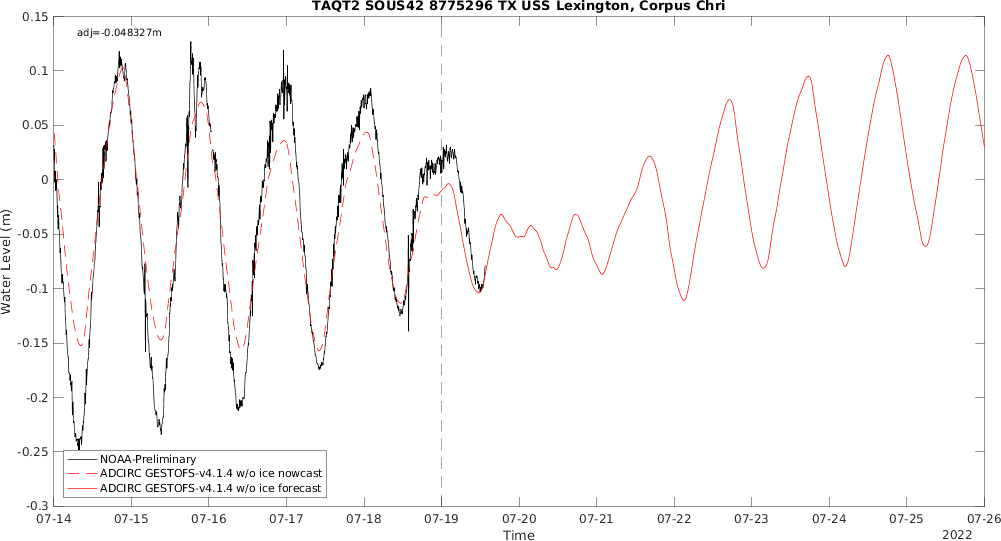 TAQT2 SOUS42 8775296 TX USS Lexington, Corpus Chri
adj=-0.048327m
0.15
0.1
0.05
0
-0.05
-0.1
-0.15
-0.2
-0.25
-0.3
Water Level (m)
NOAA-Preliminary
ADCIRC GESTOFS-v4.1.4 w/o ice nowcast
ADCIRC GESTOFS-v4.1.4 w/o ice forecast
07-14 07-15 07-16 07-17 07-18 07-19 07-20 07-21 07-22 07-23 07-24 07-25 07-26
Time
2022